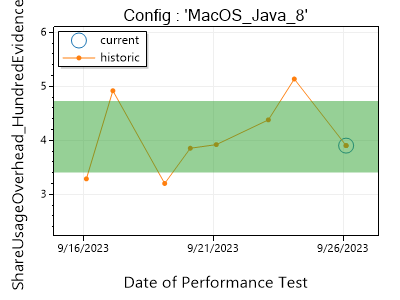 Config : 'MacOS_Java_8'
current
historic
6
5
4
3
ShareUsageOverhead_HundredEvidence
9/16/2023
9/21/2023
9/26/2023
Date of Performance Test